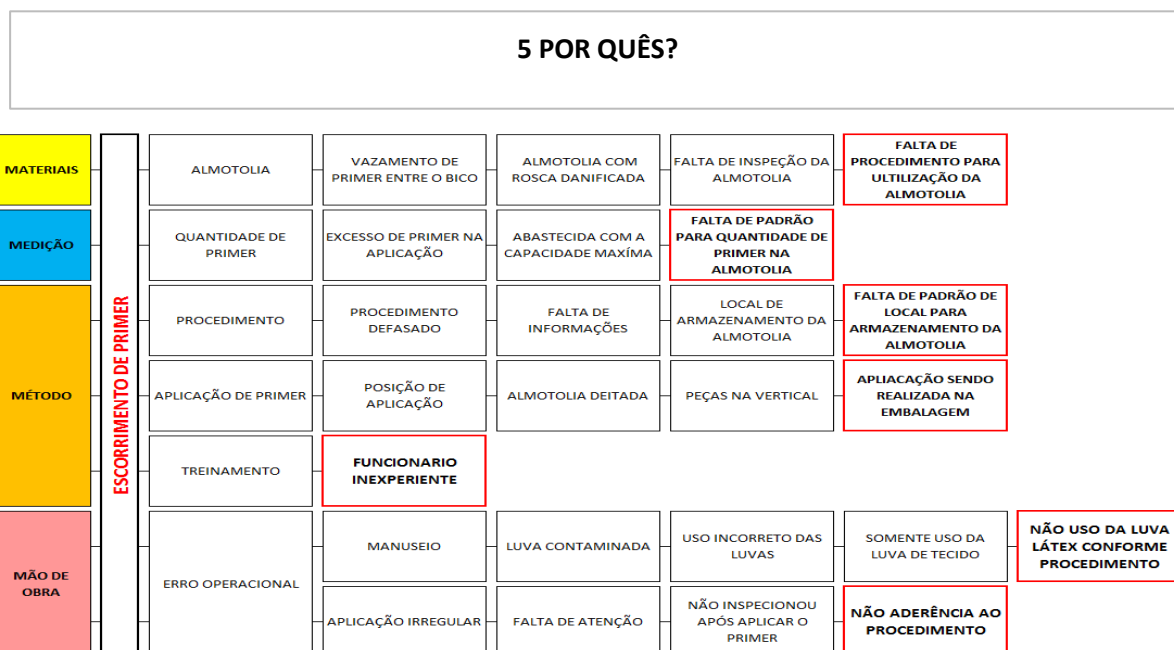 5 POR QUÊS?
MATERIAIS
ESCORRIMENTO DE PRIMER
ALMOTOLIA
VAZAMENTO DE
PRIMER ENTRE O BICO
ALMOTOLIA COM
ROSCA DANIFICADA
FALTA DE INSPEÇÃO DA
ALMOTOLIA
FALTA DE
PROCEDIMENTO PARA
ULTILIZAÇÃO DA
ALMOTOLIA
MEDIÇÃO
QUANTIDADE DE
PRIMER
EXCESSO DE PRIMER NA
APLICAÇÃO
ABASTECIDA COM A
CAPACIDADE MAXÍMA
FALTA DE PADRÃO
PARA QUANTIDADE DE
PRIMER NA
ALMOTOLIA
MÉTODO
PROCEDIMENTO
PROCEDIMENTO
DEFASADO
FALTA DE
INFORMAÇÕES
LOCAL DE
ARMAZENAMENTO DA
ALMOTOLIA
FALTA DE PADRÃO DE
LOCAL PARA
ARMAZENAMENTO DA
ALMOTOLIA
APLICAÇÃO DE PRIMER
POSIÇÃO DE
APLICAÇÃO
ALMOTOLIA DEITADA
PEÇAS NA VERTICAL
APLIACAÇÃO SENDO
REALIZADA NA
EMBALAGEM
TREINAMENTO
FUNCIONARIO
INEXPERIENTE
MÃO DE
OBRA
ERRO OPERACIONAL
MANUSEIO
LUVA CONTAMINADA
USO INCORRETO DAS
LUVAS
SOMENTE USO DA
LUVA DE TECIDO
NÃO USO DA LUVA
LÁTEX CONFORME
PROCEDIMENTO
APLICAÇÃO IRREGULAR
FALTA DE ATENÇÃO
NÃO INSPECIONOU
APÓS APLICAR O
PRIMER
NÃO ADERÊNCIA AO
PROCEDIMENTO